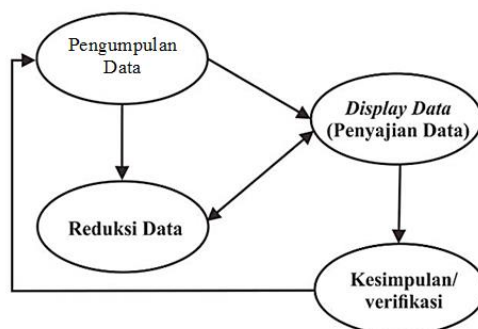 Pengumpulan
Data
Display Data
(Penyajian Data)
Reduksi Data
Kesimpulan/
verifikasi